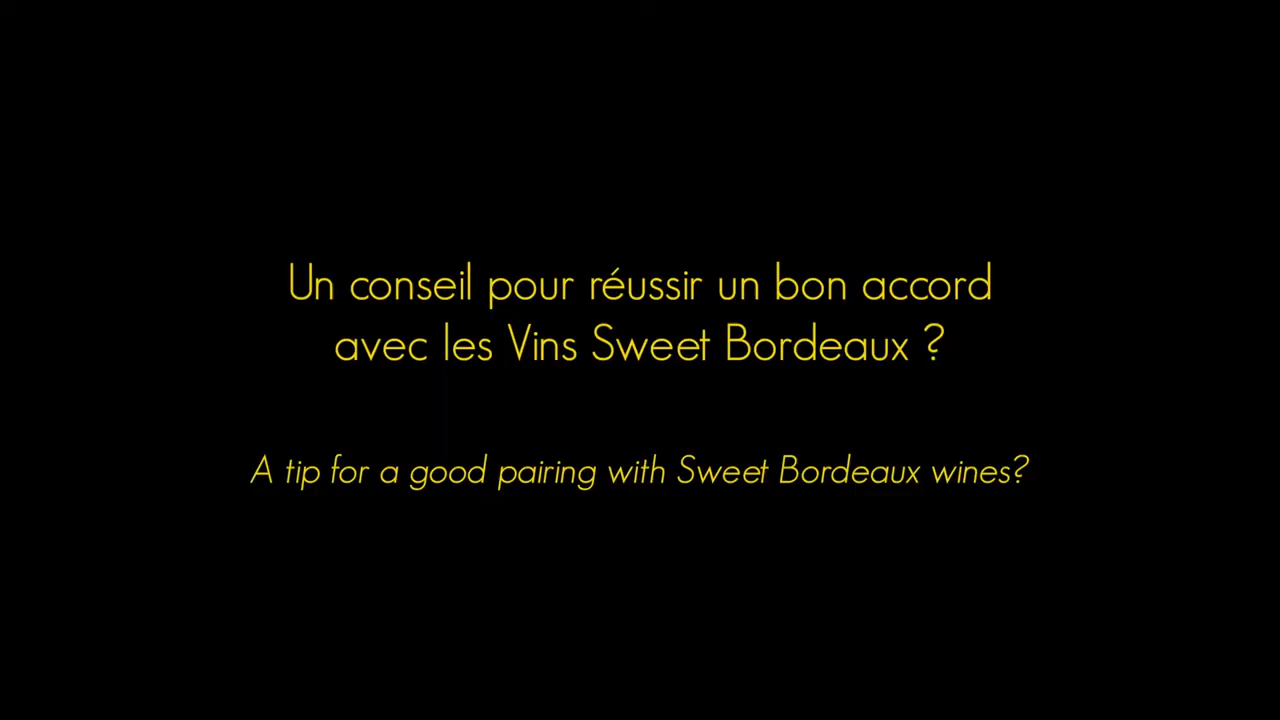 Un conseil pour réussir un bon accord
avec les Vins Sweet Bordeaux ?
A tip for a good pairing with Sweet Bordeaux wines?